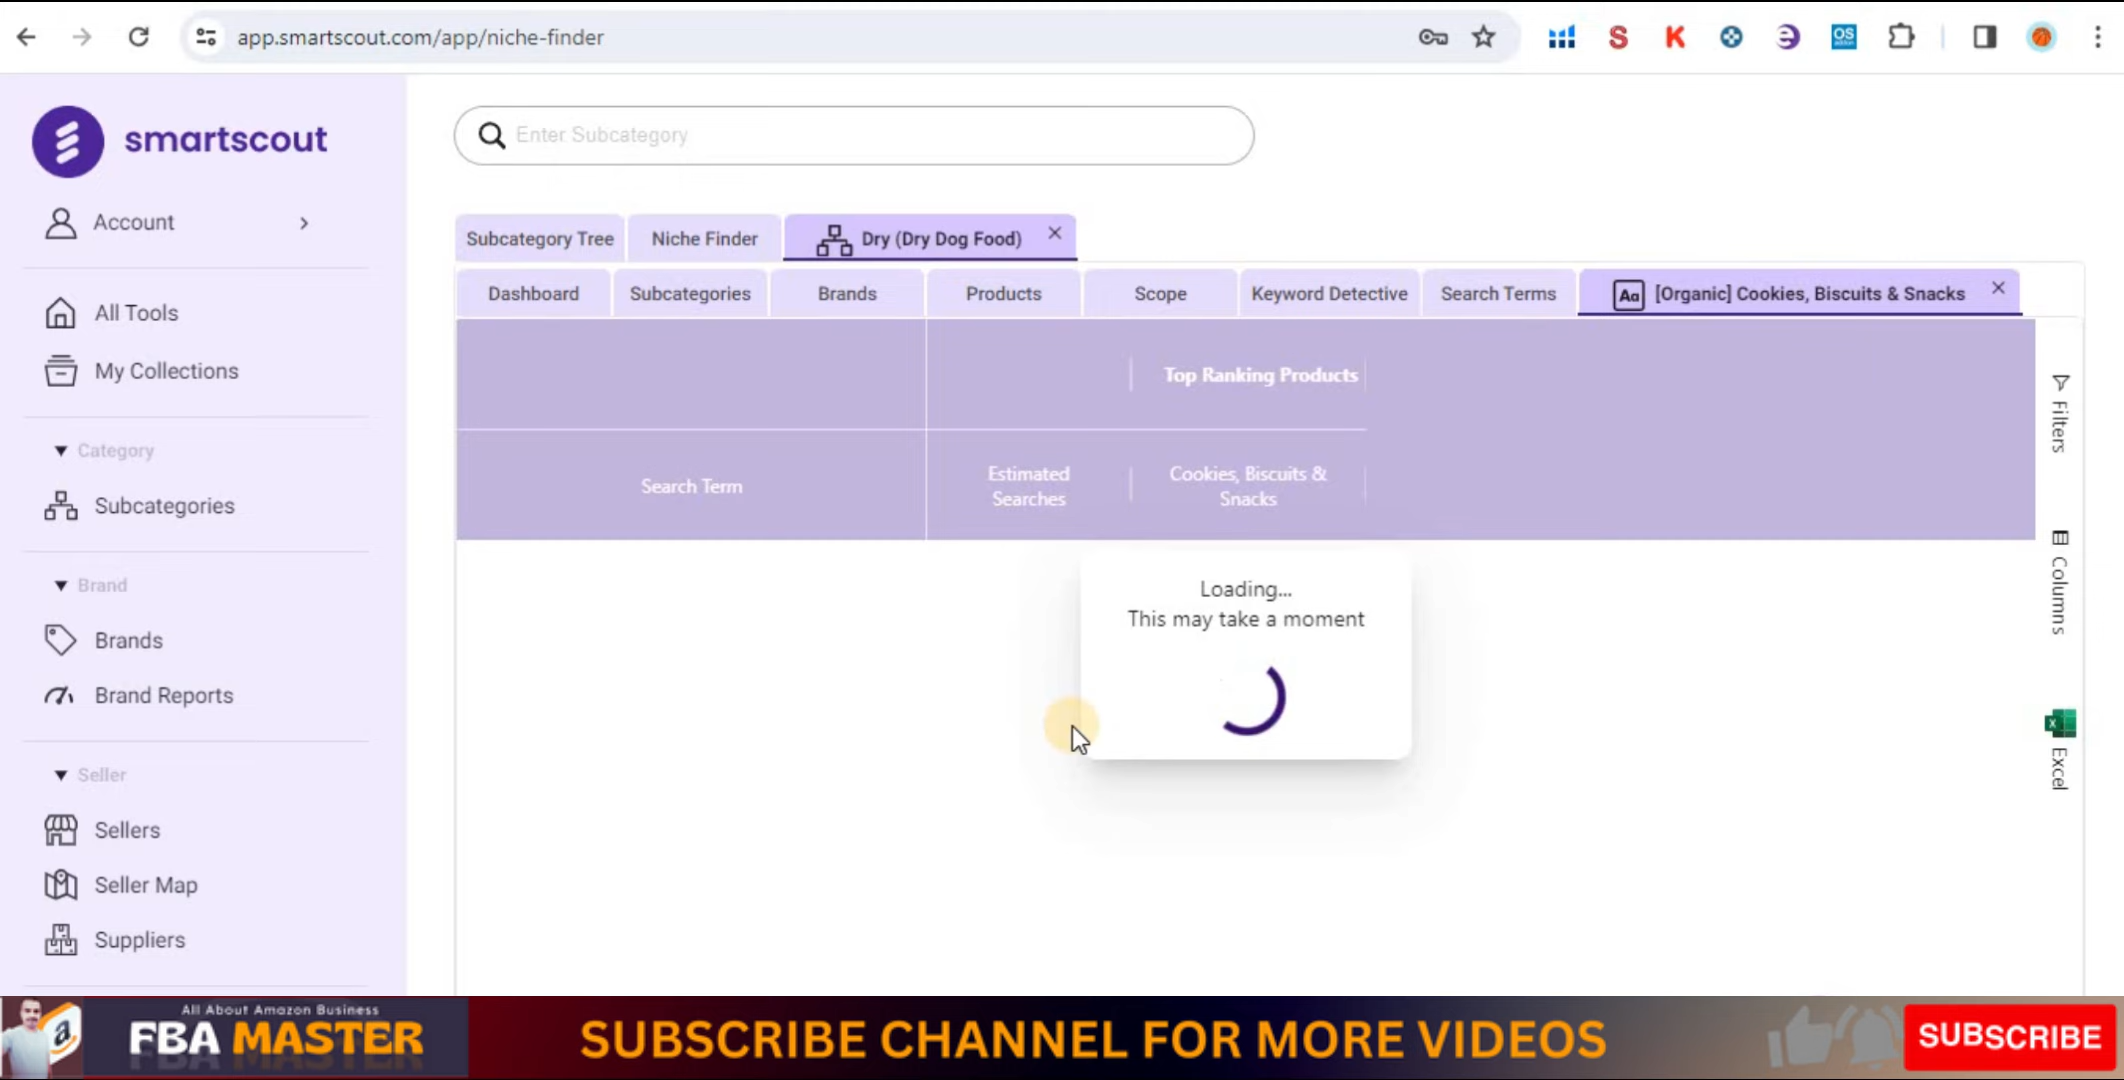 app.smartscout.com/app/niche-finder
S
K
OS
smartscout
Enter Subcategory
Account
All Tools
My Collections
Category
Subcategories
Brand
Brands
Brand Reports
Seller
Sellers
Seller Map
Suppliers
Subcategory Tree
Niche Finder
Dry (Dry Dog Food)
Dashboard
Subcategories
Brands
Products
Scope
Keyword Detective
Search Terms
Aa [Organic] Cookies, Biscuits & Snacks
Top Ranking Products
Search Term
Estimated
Searches
Cookies, Biscuits &
Snacks
Filters
Columns
Excel
Loading...
This may take a moment
All About Amazon Business
FBA MASTER
SUBSCRIBE CHANNEL FOR MORE VIDEOS
SUBSCRIBE